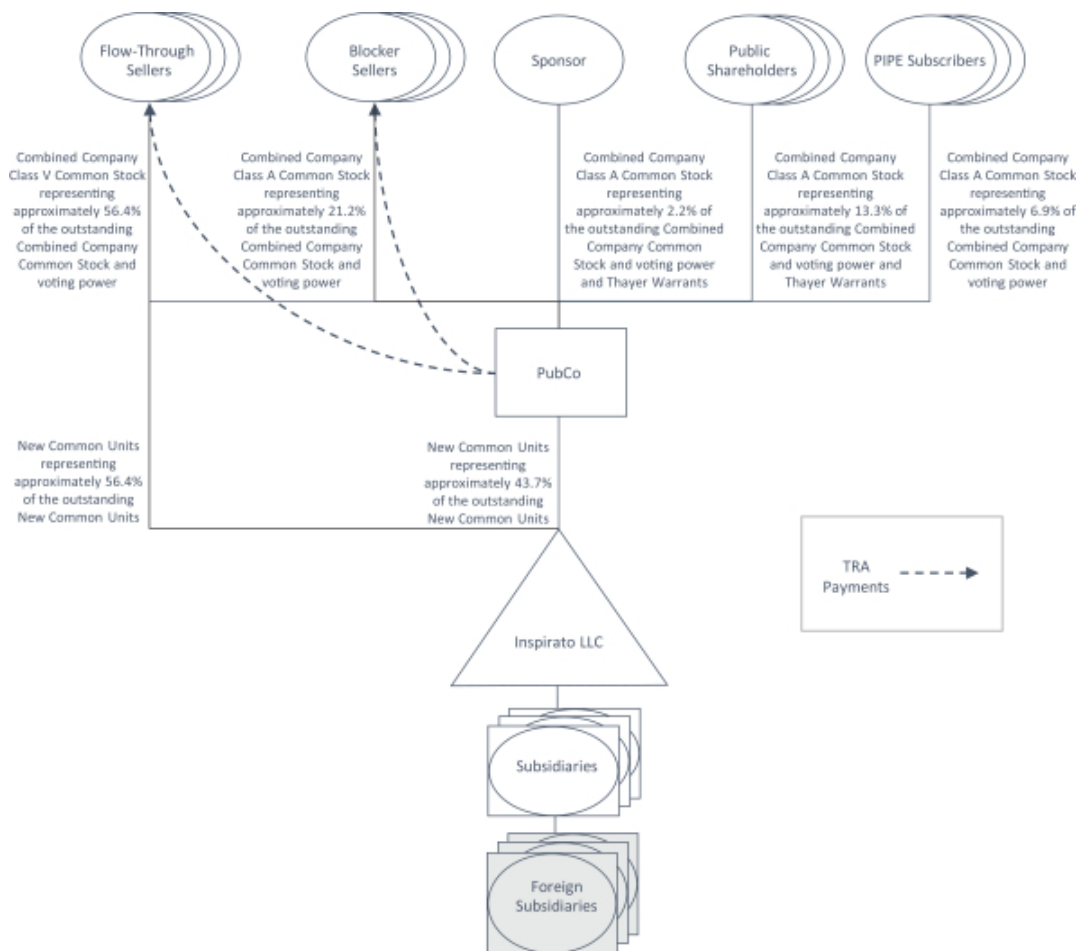 Flow-Through
Sellers
Blocker
Sellers
Sponsor
Public
Shareholders
PIPE Subscribers
Combined Company
Class V Common Stock
representing
approximately 56.4%
of the outstanding
Combined Company
Common Stock and
voting power
Combined Company
Class A Common Stock
representing
approximately 21.2%
of the outstanding
Combined Company
Common Stock and
voting power
Combined Company
Class A Common Stock
representing
approximately 2.2% of
the outstanding Combined
Company Common
Stock and voting power
and Thayer Warrants
Combined Company
Class A Common Stock
representing
approximately 13.3% of
the outstanding Combined
Company Common Stock
and voting power and
Thayer Warrants
Combined Company
Class A Common Stock
representing
approximately 6.9% of
the outstanding
Combined Company
Common Stock and
voting power
PubCo
New Common Units
representing
approximately 56.4%
of the outstanding
New Common Units
New Common Units
representing
approximately 43.7%
of the outstanding
New Common Units
TRA
Payments
Inspirato LLC
Subsidiaries
Foreign
Subsidiaries